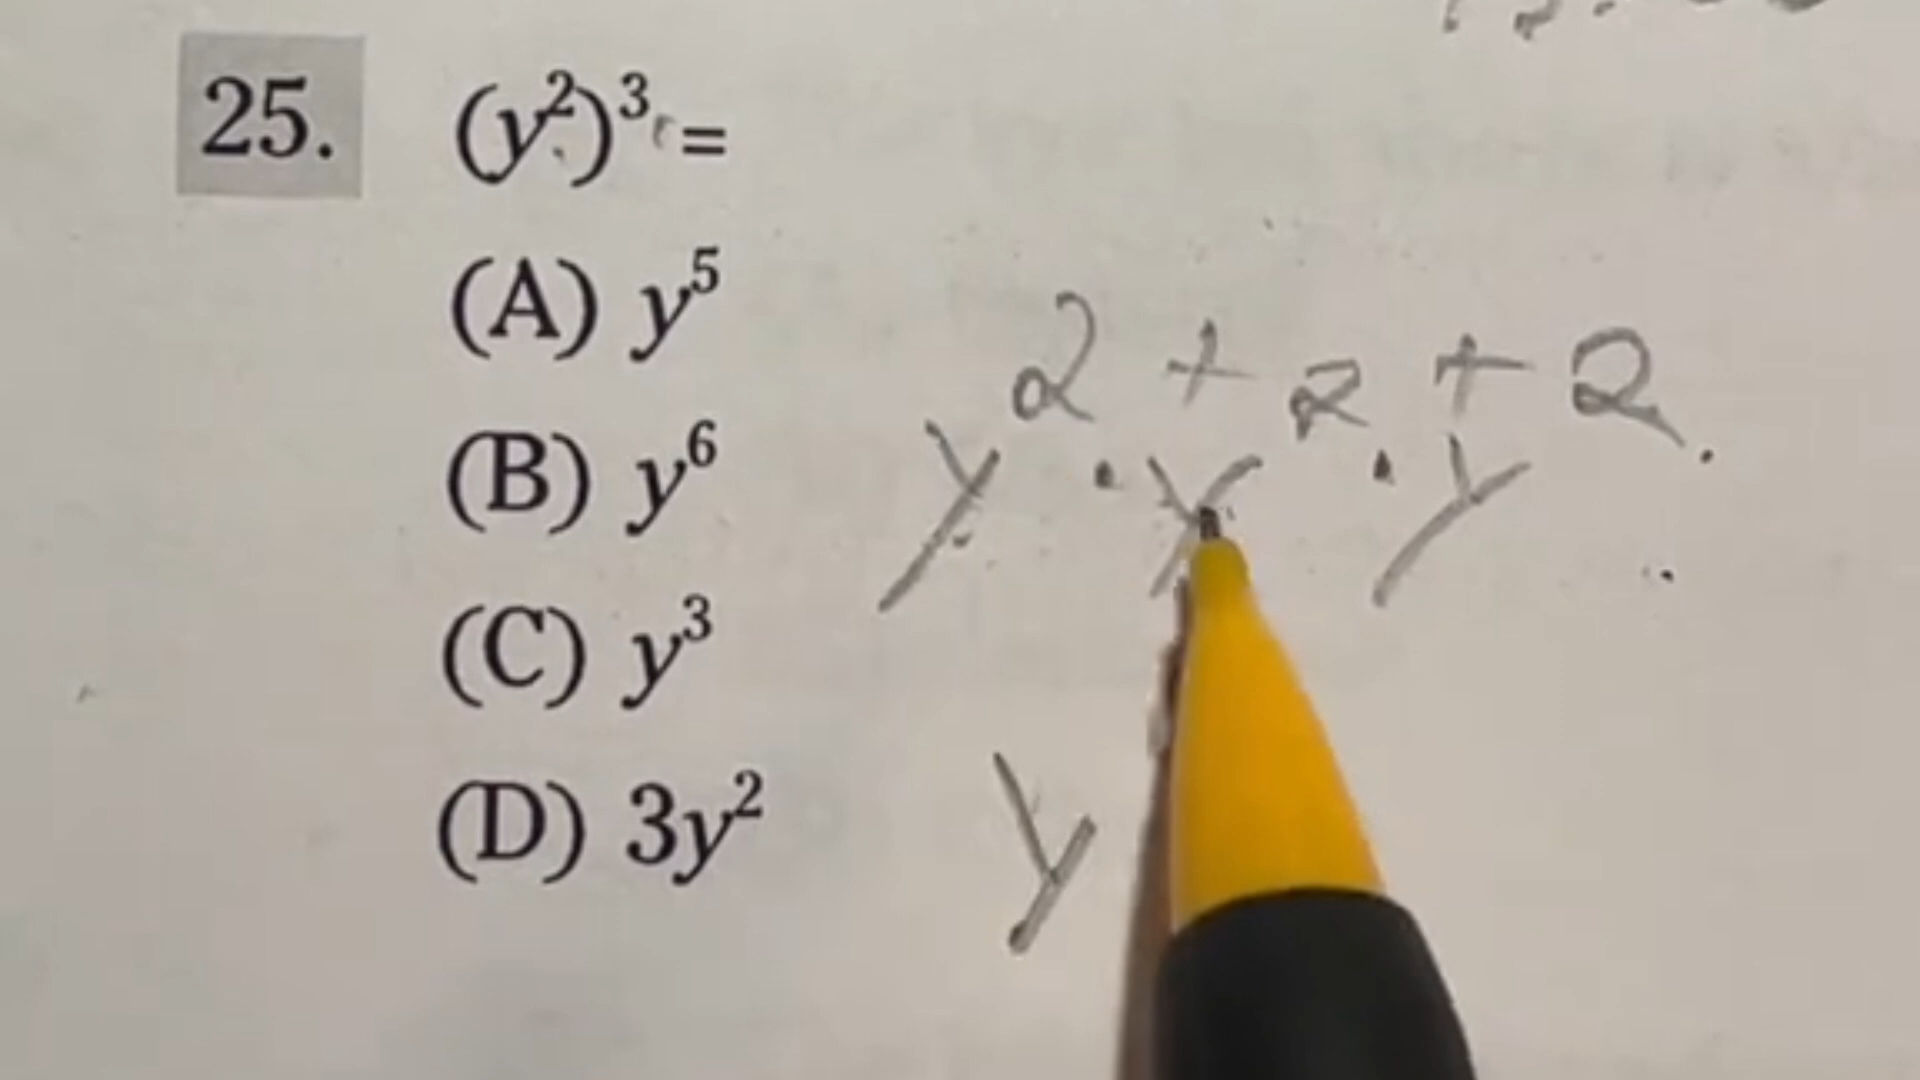 25. (y²)³ =
(A) y⁵
(B) y⁶
(C) y³
(D) 3y²
2 + 2 + 2
y · y · y
y